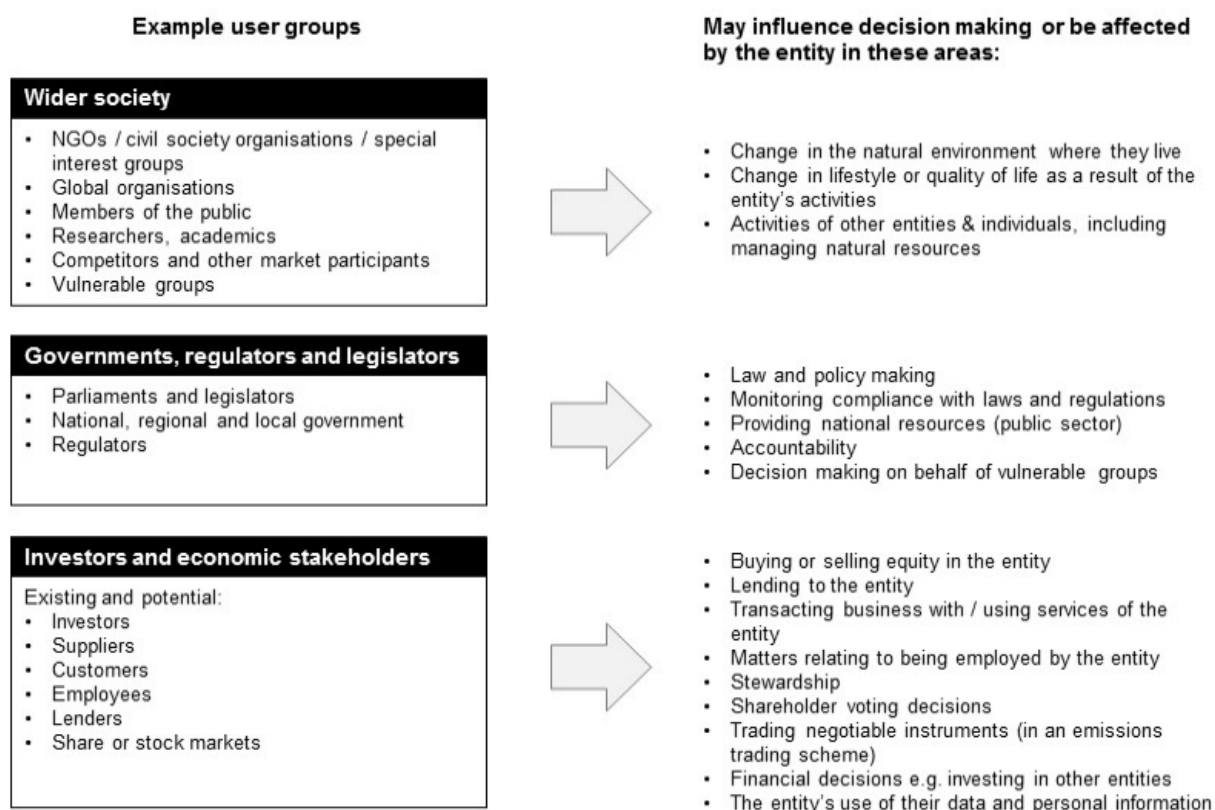 Example user groups
May influence decision making or be affected
by the entity in these areas:
Wider society
• NGOs / civil society organisations / special
interest groups
• Global organisations
• Members of the public
• Researchers, academics
• Competitors and other market participants
• Vulnerable groups
• Change in the natural environment where they live
• Change in lifestyle or quality of life as a result of the
entity's activities
• Activities of other entities & individuals, including
managing natural resources
Governments, regulators and legislators
• Parliaments and legislators
• National, regional and local government
• Regulators
• Law and policy making
• Monitoring compliance with laws and regulations
• Providing national resources (public sector)
• Accountability
• Decision making on behalf of vulnerable groups
Investors and economic stakeholders
Existing and potential:
• Investors
• Suppliers
• Customers
• Employees
• Lenders
• Share or stock markets
• Buying or selling equity in the entity
• Lending to the entity
• Transacting business with / using services of the
entity
• Matters relating to being employed by the entity
• Stewardship
• Shareholder voting decisions
• Trading negotiable instruments (in an emissions
trading scheme)
• Financial decisions e.g. investing in other entities
• The entity's use of their data and personal information